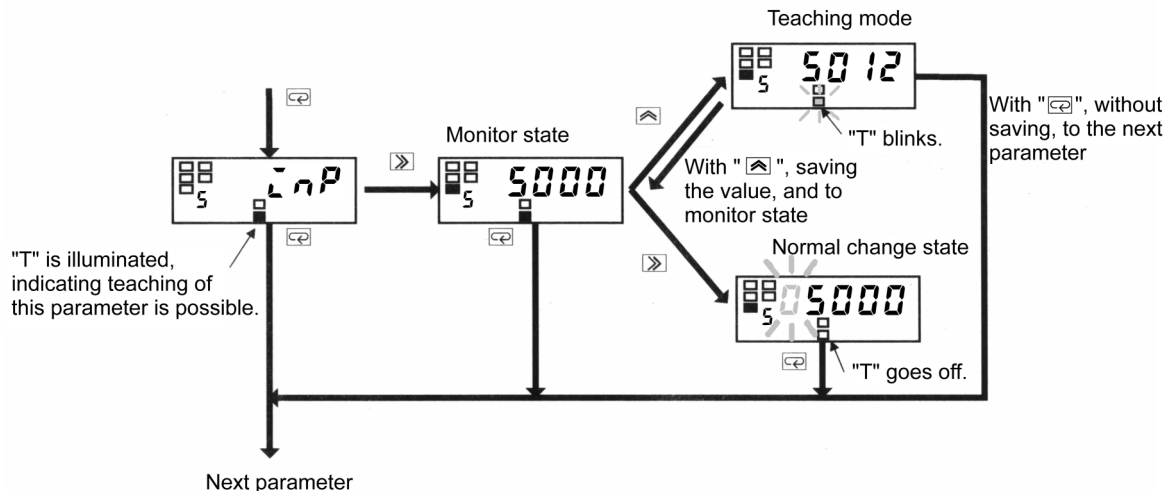 Teaching mode
5012
S
"T" blinks.
With "", without
saving, to the next
parameter
Monitor state
inP
S
5000
S
With "", saving
the value, and to
monitor state
Normal change state
05000
S
"T" goes off.
"T" is illuminated,
indicating teaching of
this parameter is possible.
Next parameter